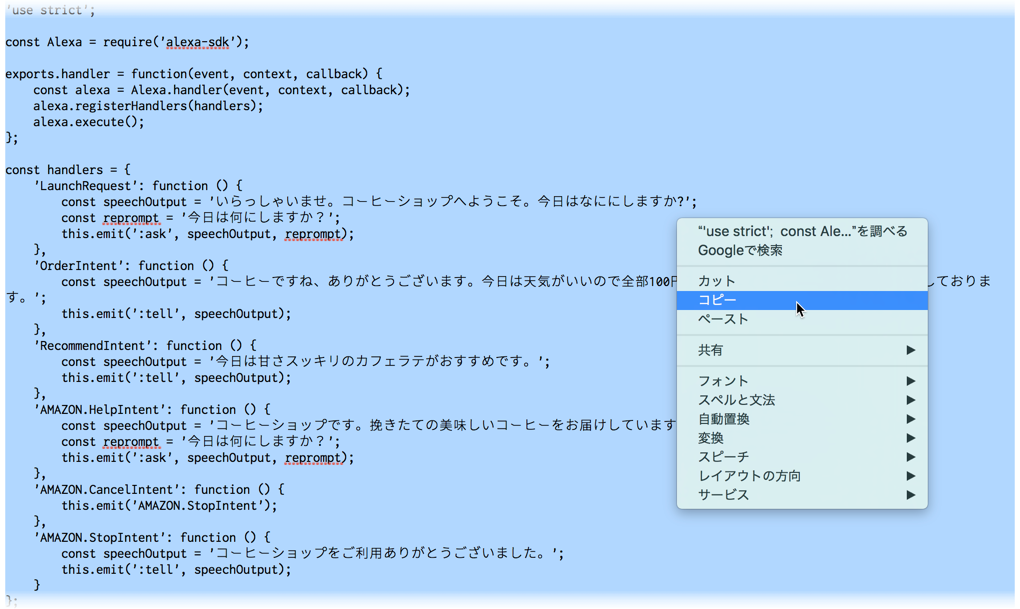 'use strict';
const Alexa = require('alexa-sdk');
exports.handler = function(event, context, callback) {
    const alexa = Alexa.handler(event, context, callback);
    alexa.registerHandlers(handlers);
    alexa.execute();
};
const handlers = {
    'LaunchRequest': function () {
        const speechOutput = 'いらっしゃいませ。コーヒーショップへようこそ。今日はなににしますか?';
        const reprompt = '今日は何にしますか？';
        this.emit(':ask', speechOutput, reprompt);
    },
    'OrderIntent': function () {
        const speechOutput = 'コーヒーですね、ありがとうございます。今日は天気がいいので全部100円
しておりま
す。';
        this.emit(':tell', speechOutput);
    },
    'RecommendIntent': function () {
        const speechOutput = '今日は甘さスッキリのカフェラテがおすすめです。';
        this.emit(':tell', speechOutput);
    },
    'AMAZON.HelpIntent': function () {
        const speechOutput = 'コーヒーショップです。挽きたての美味しいコーヒーをお届けしています
        const reprompt = '今日は何にしますか？';
        this.emit(':ask', speechOutput, reprompt);
    },
    'AMAZON.CancelIntent': function () {
        this.emit('AMAZON.StopIntent');
    },
    'AMAZON.StopIntent': function () {
        const speechOutput = 'コーヒーショップをご利用ありがとうございました。';
        this.emit(':tell', speechOutput);
    }
};
“'use strict';  const Ale...”を調べる
Googleで検索
カット
コピー
ペースト
共有
フォント
スペルと文法
自動置換
変換
スピーチ
レイアウトの方向
サービス